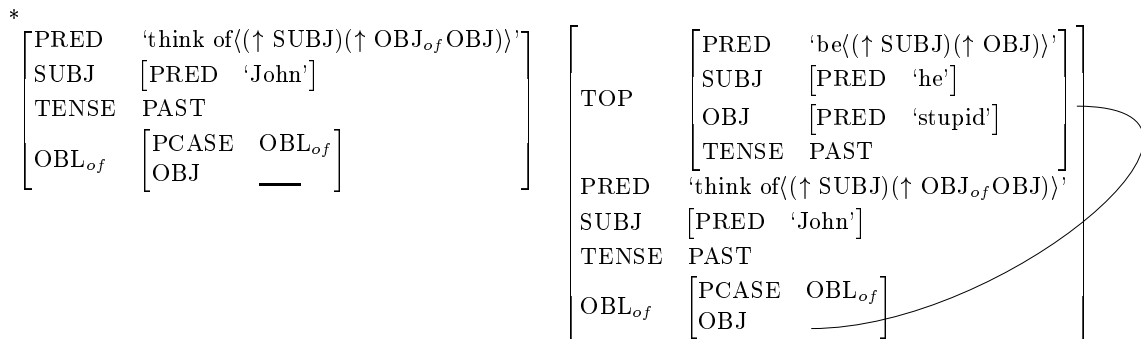 *
PRED ‘think of⟨(↑ SUBJ)(↑ OBJ_of OBJ)⟩’
SUBJ [PRED ‘John’]
TENSE PAST
OBL_of [PCASE OBL_of
OBJ __]
TOP [PRED ‘be⟨(↑ SUBJ)(↑ OBJ)⟩’
SUBJ [PRED ‘he’]
OBJ [PRED ‘stupid’]
TENSE PAST]
PRED ‘think of⟨(↑ SUBJ)(↑ OBJ_of OBJ)⟩’
SUBJ [PRED ‘John’]
TENSE PAST
OBL_of [PCASE OBL_of
OBJ]